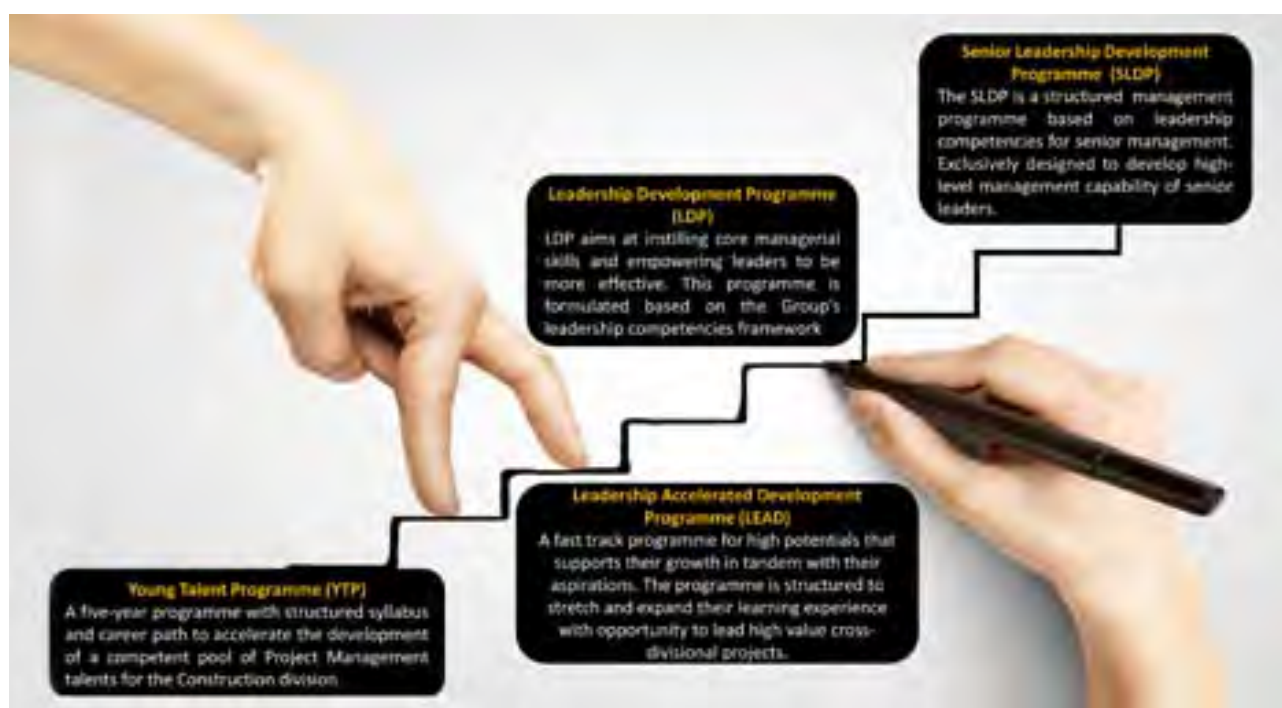 Senior Leadership Development
Programme (SLDP)
The SLDP is a structured management
programme based on leadership
competencies for senior management.
Exclusively designed to develop high-
level management capability of senior
leaders.
Leadership Development Programme
(LDP)
LDP aims at instilling core managerial
skills and empowering leaders to be
more effective. This programme is
formulated based on the Group's
leadership competencies framework
Leadership Accelerated Development
Programme (LEAD)
A fast track programme for high potentials that
supports their growth in tandem with their
aspirations. The programme is structured to
stretch and expand their learning experience
with opportunity to lead high value cross-
divisional projects.
Young Talent Programme (YTP)
A five-year programme with structured syllabus
and career path to accelerate the development
of a competent pool of Project Management
talents for the Construction division